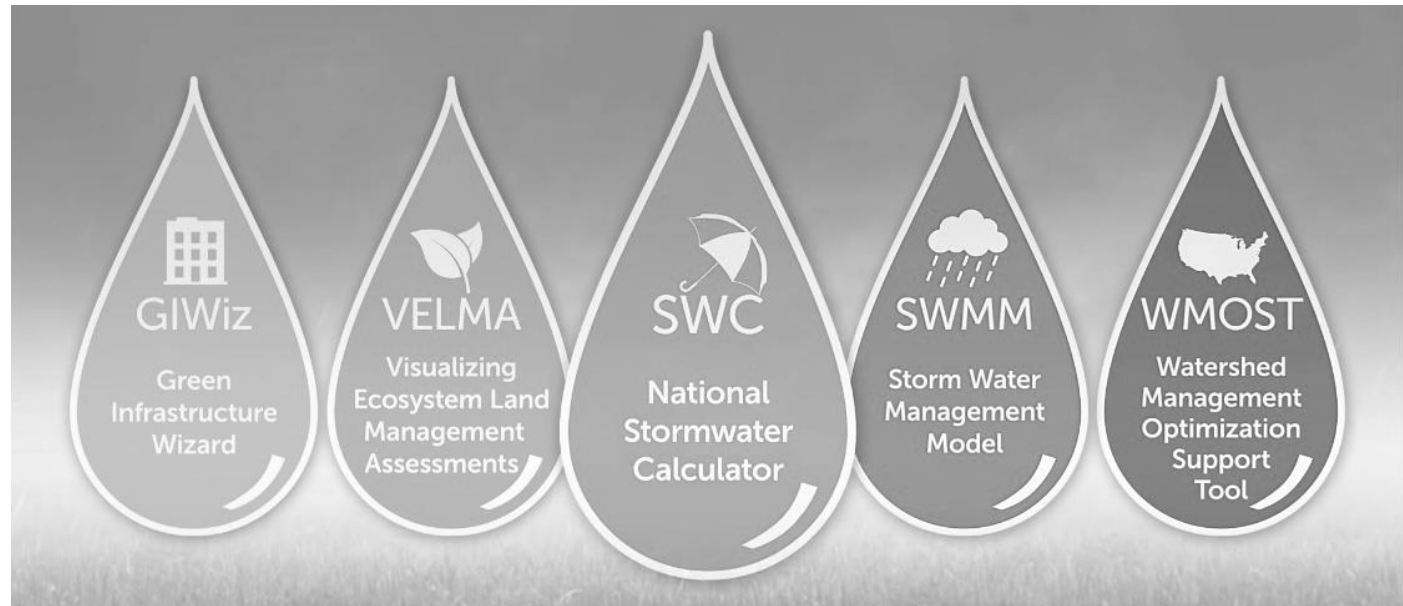 GIWiz
Green
Infrastructure
Wizard
VELMA
Visualizing
Ecosystem Land
Management
Assessments
SWC
National
Stormwater
Calculator
SWMM
Storm Water
Management
Model
WMOST
Watershed
Management
Optimization
Support
Tool